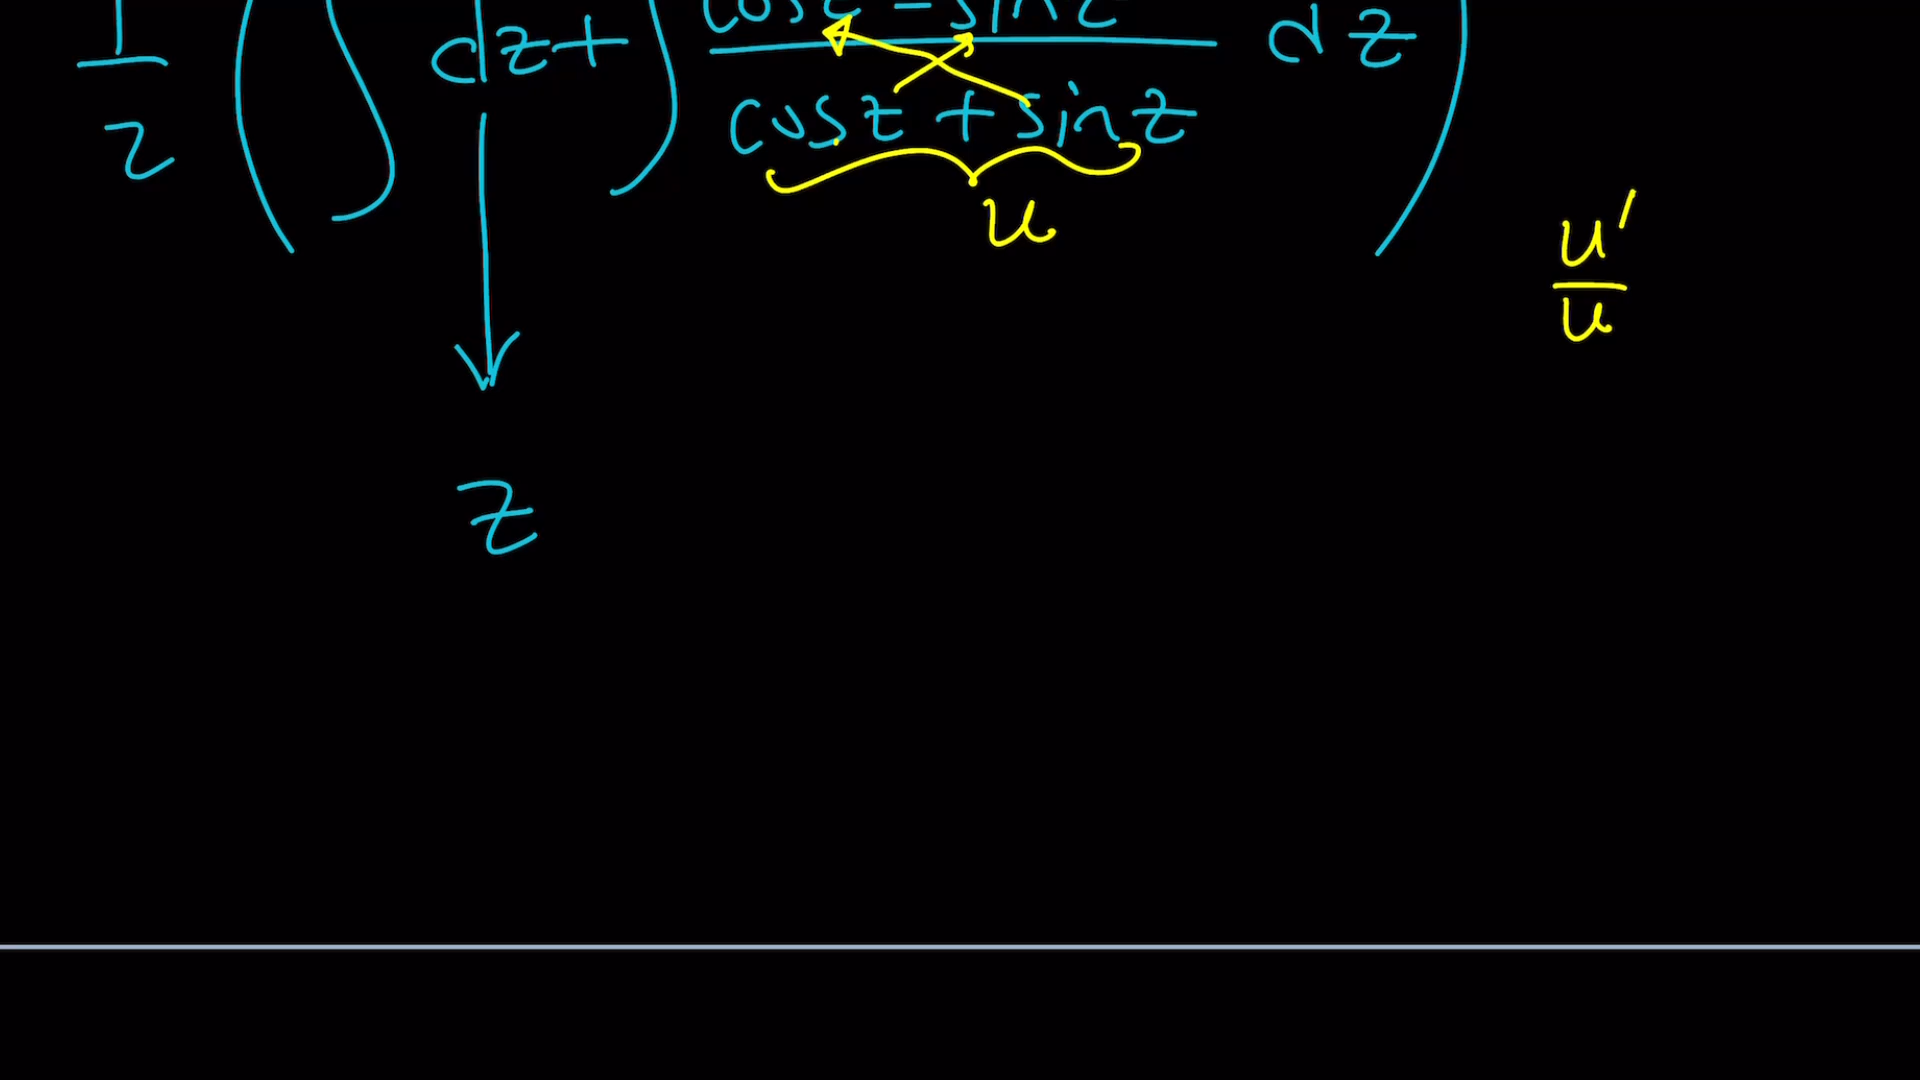 1/2 ( ∫ dz + ∫ (cos z − sin z)/(cos z + sin z) dz )
u
u'/u
z